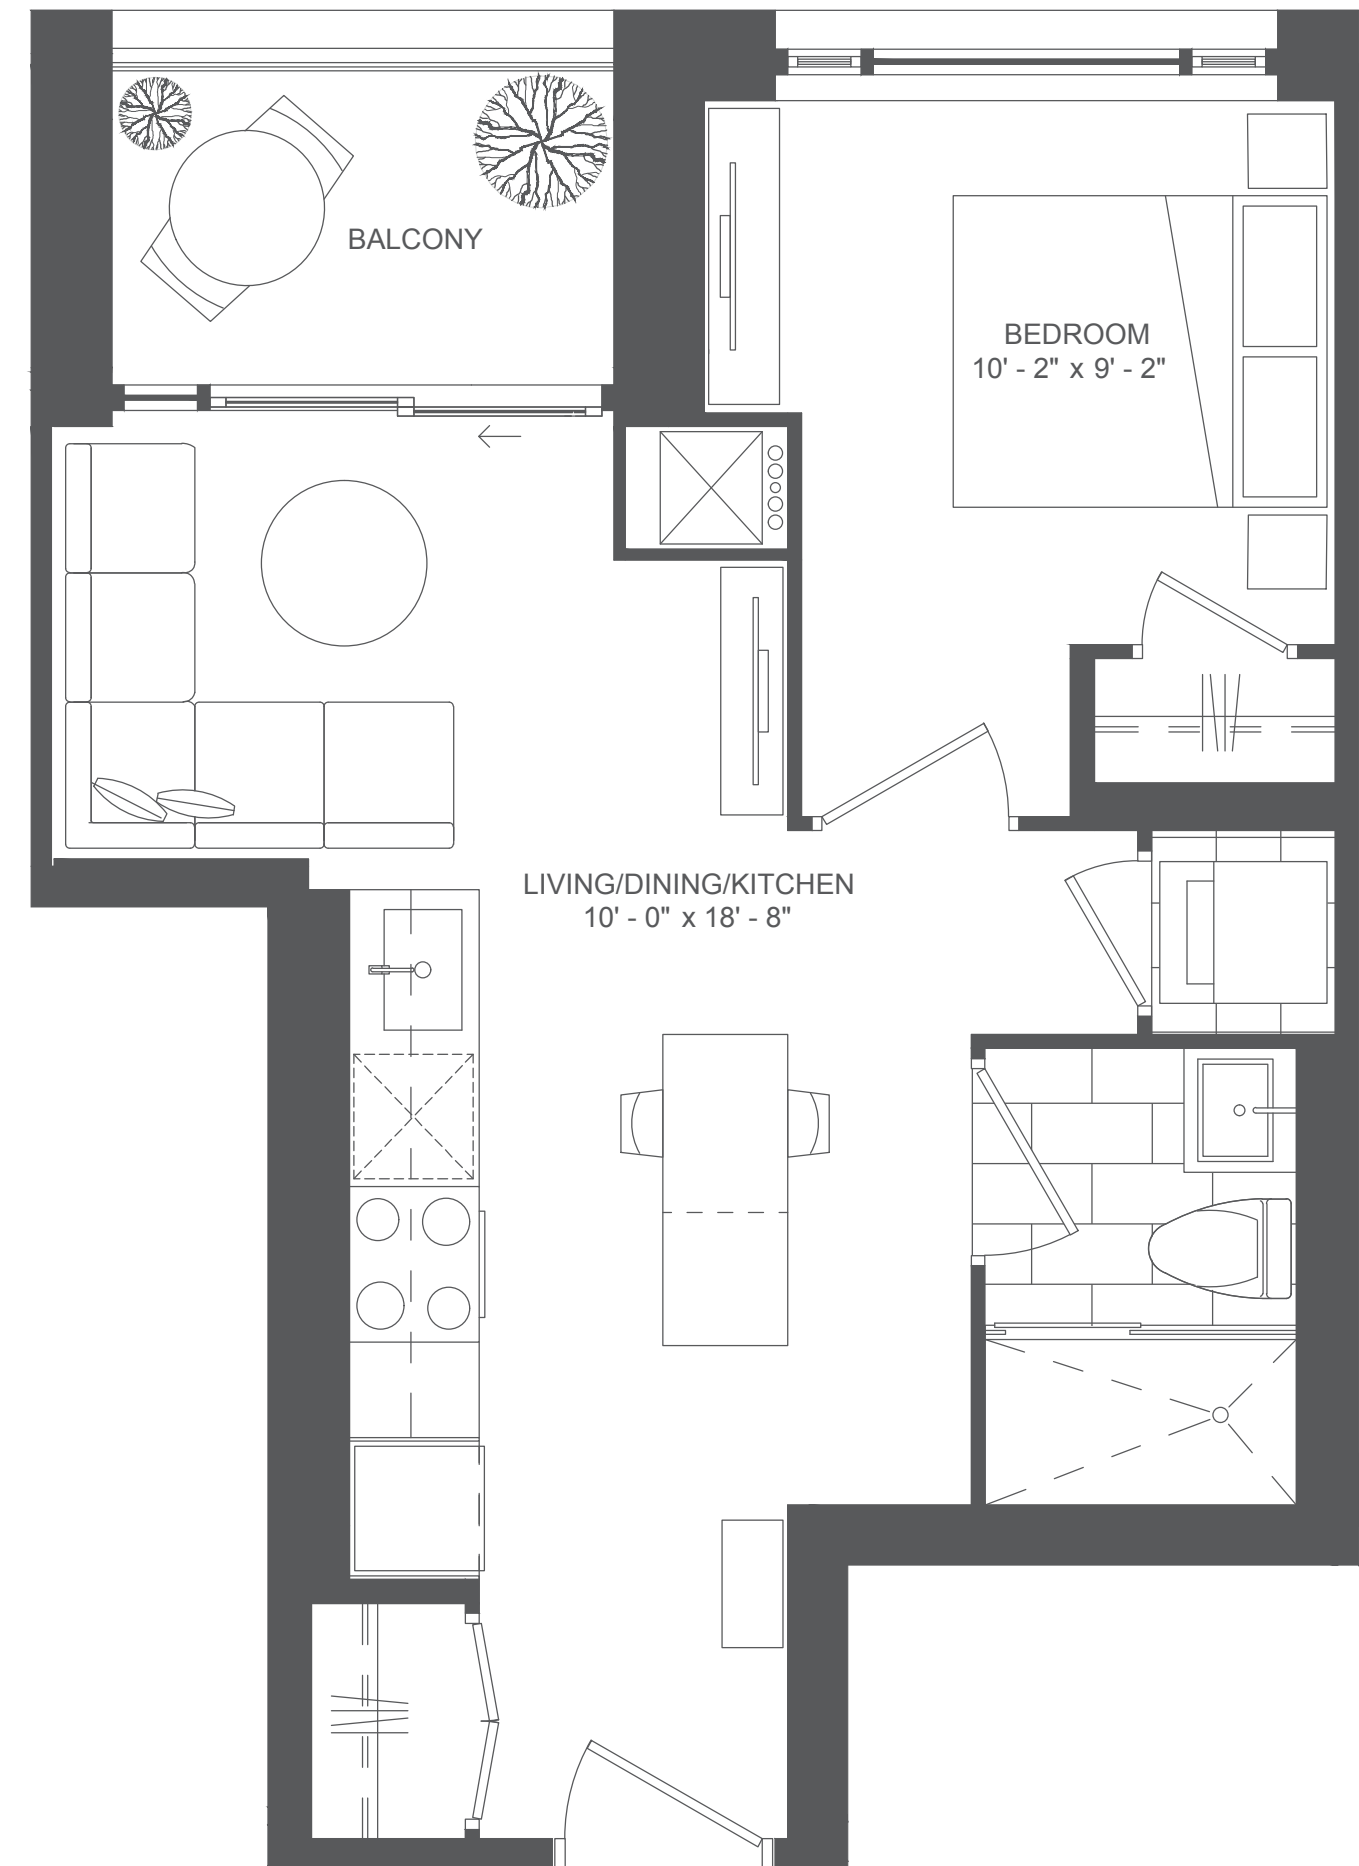 BALCONY
BEDROOM
10' - 2" x 9' - 2"
LIVING/DINING/KITCHEN
10' - 0" x 18' - 8"